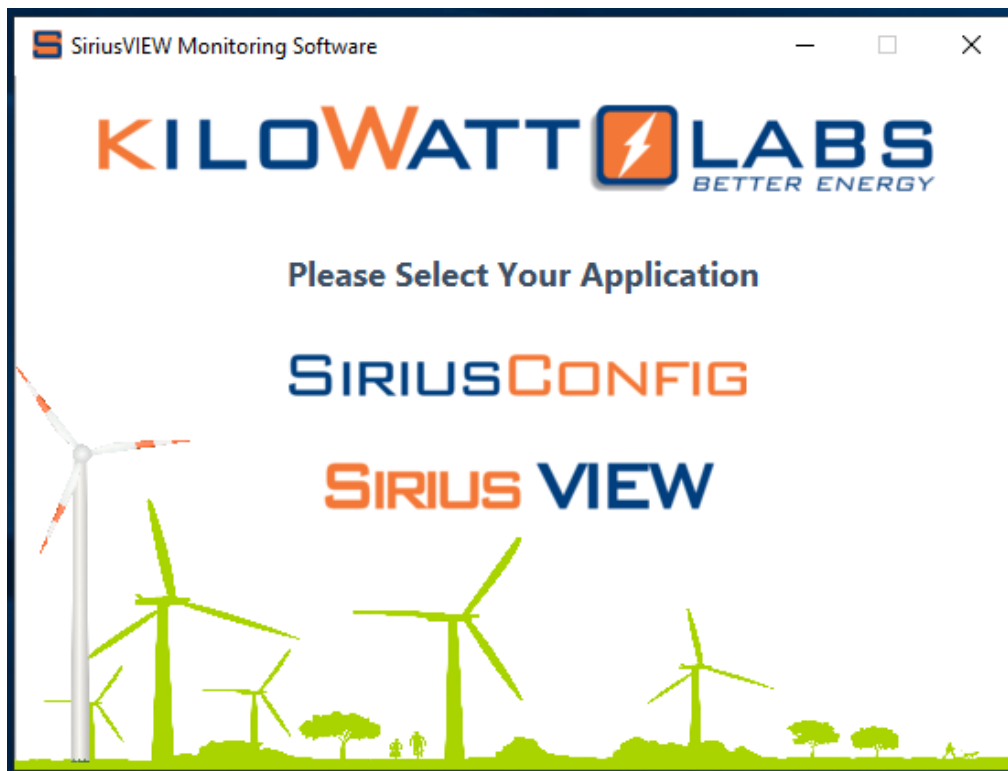 SiriusVIEW Monitoring Software
KILOWATT LABS
BETTER ENERGY
Please Select Your Application
SIRIUSCONFIG
SIRIUS VIEW